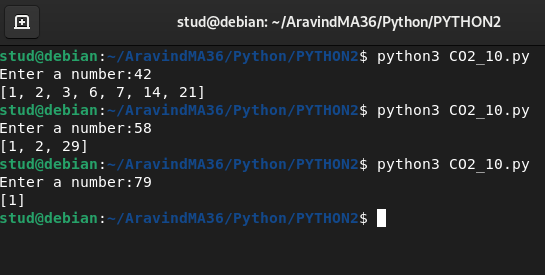 stud@debian: ~/AravindMA36/Python/PYTHON2
stud@debian:~/AravindMA36/Python/PYTHON2$ python3 CO2_10.py
Enter a number:42
[1, 2, 3, 6, 7, 14, 21]
stud@debian:~/AravindMA36/Python/PYTHON2$ python3 CO2_10.py
Enter a number:58
[1, 2, 29]
stud@debian:~/AravindMA36/Python/PYTHON2$ python3 CO2_10.py
Enter a number:79
[1]
stud@debian:~/AravindMA36/Python/PYTHON2$